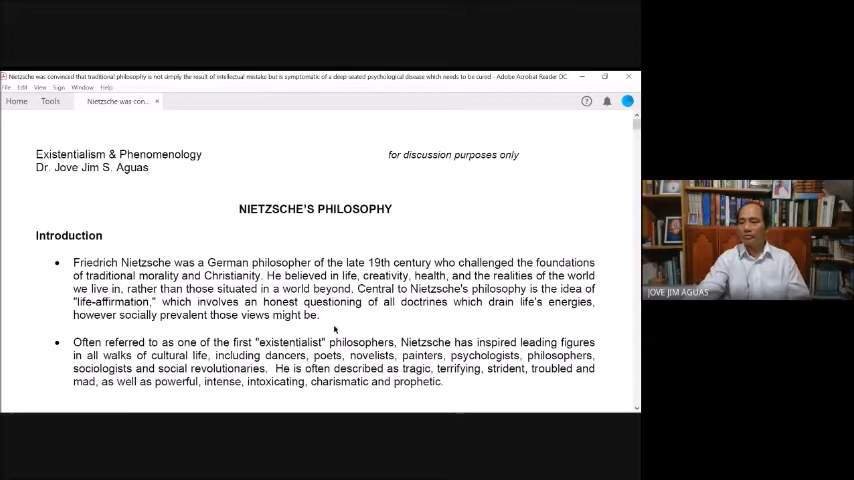 Nietzsche was convinced that traditional philosophy is not simply the result of intellectual mistake but is symptomatic of a deep seated psychological disease which needs to be cured - Adobe Acrobat Reader DC
File Edit View Sign Window Help
Home Tools Nietzsche was con... ×
Existentialism & Phenomenology for discussion purposes only
Dr. Jove Jim S. Aguas
NIETZSCHE'S PHILOSOPHY
Introduction
• Friedrich Nietzsche was a German philosopher of the late 19th century who challenged the foundations
of traditional morality and Christianity. He believed in life, creativity, health, and the realities of the world
we live in, rather than those situated in a world beyond. Central to Nietzsche's philosophy is the idea of
"life-affirmation," which involves an honest questioning of all doctrines which drain life's energies,
however socially prevalent those views might be.
JOVE JIM AGUAS
• Often referred to as one of the first "existentialist" philosophers, Nietzsche has inspired leading figures
in all walks of cultural life, including dancers, poets, novelists, painters, psychologists, philosophers,
sociologists and social revolutionaries. He is often described as tragic, terrifying, strident, troubled and
mad, as well as powerful, intense, intoxicating, charismatic and prophetic.